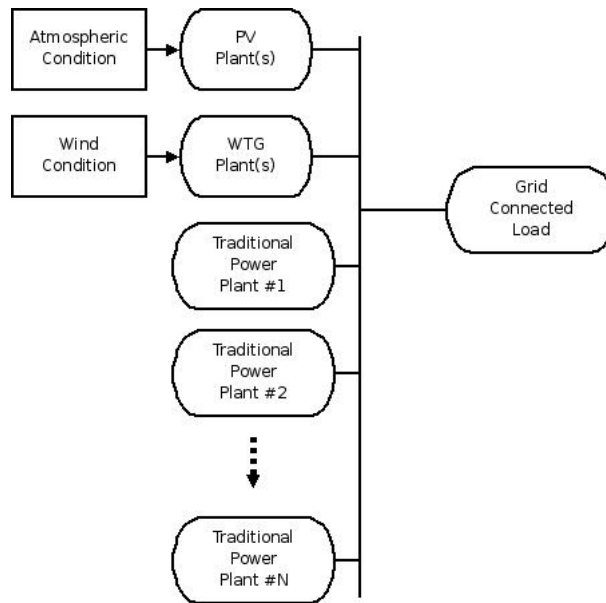 Atmospheric
Condition
PV
Plant(s)
Wind
Condition
WTG
Plant(s)
Grid
Connected
Load
Traditional
Power
Plant #1
Traditional
Power
Plant #2
Traditional
Power
Plant #N